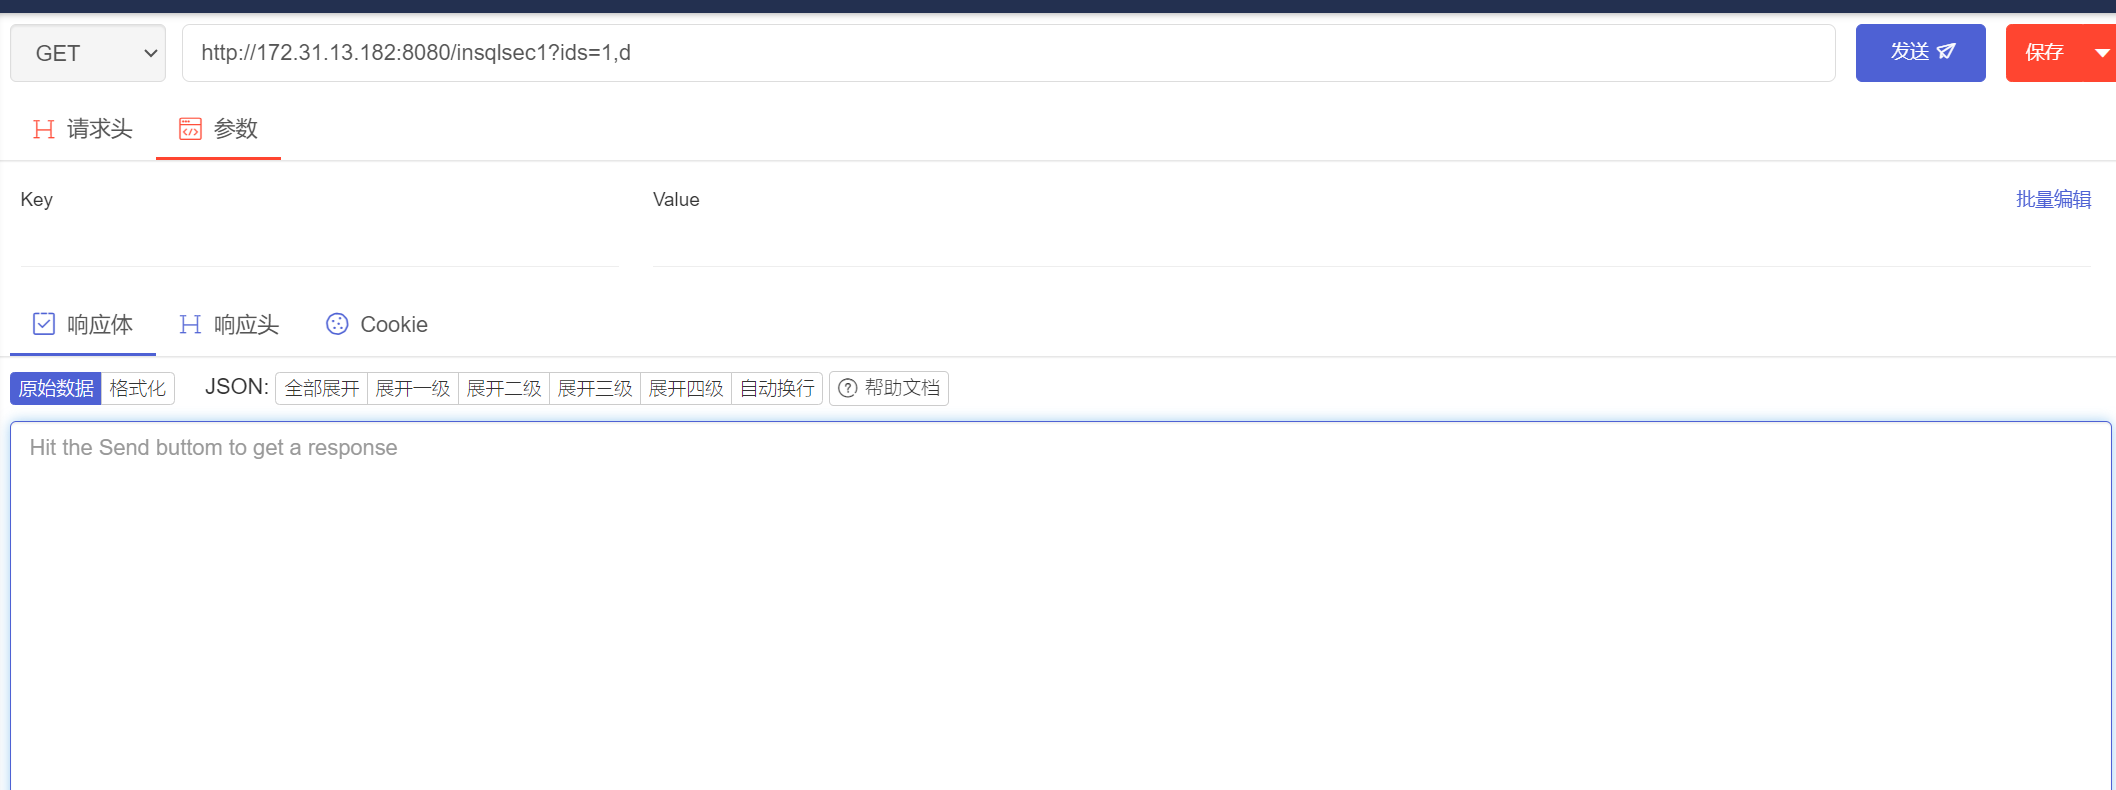 GET http://172.31.13.182:8080/insqlsec1?ids=1,d 发送 保存
请求头 参数
Key Value 批量编辑
响应体 响应头 Cookie
原始数据 格式化 JSON: 全部展开 展开一级 展开二级 展开三级 展开四级 自动换行 帮助文档
Hit the Send buttom to get a response